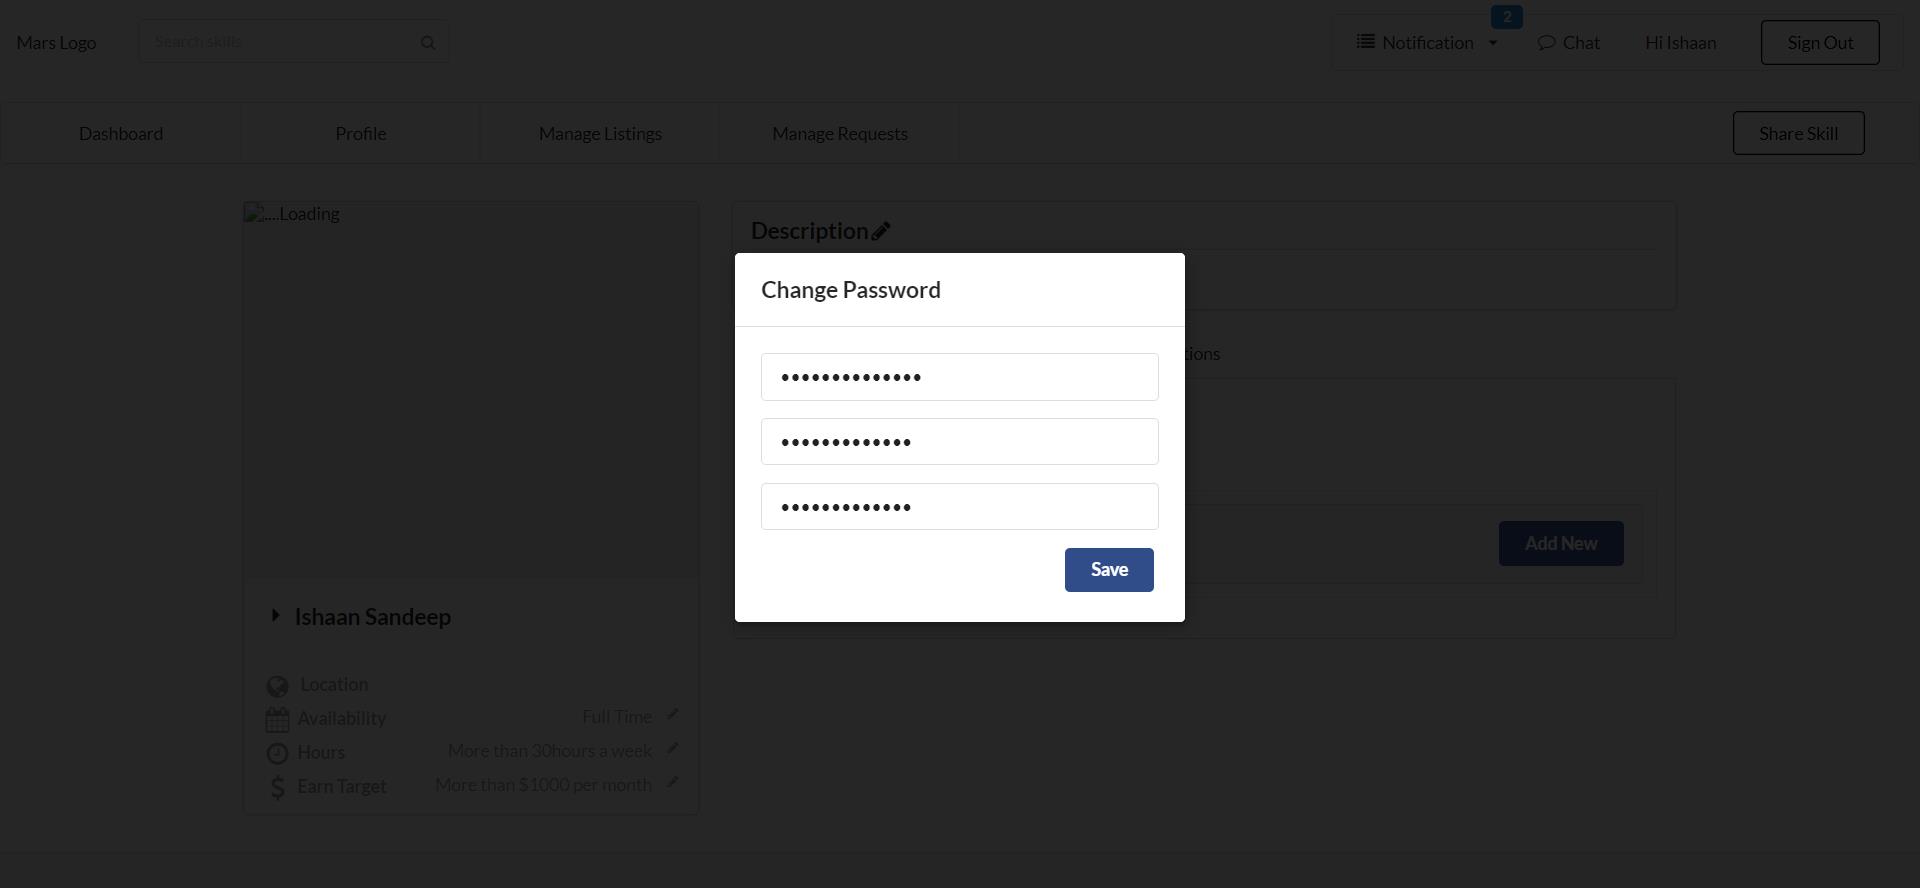 2
Mars Logo
Search skills
Notification
Chat
Hi Ishaan
Sign Out
Dashboard
Profile
Manage Listings
Manage Requests
Share Skill
....Loading
Description
Change Password
••••••••••••••
•••••••••••••
•••••••••••••
Save
tions
Add New
Ishaan Sandeep
Location
Availability
Full Time
Hours
More than 30hours a week
Earn Target
More than $1000 per month